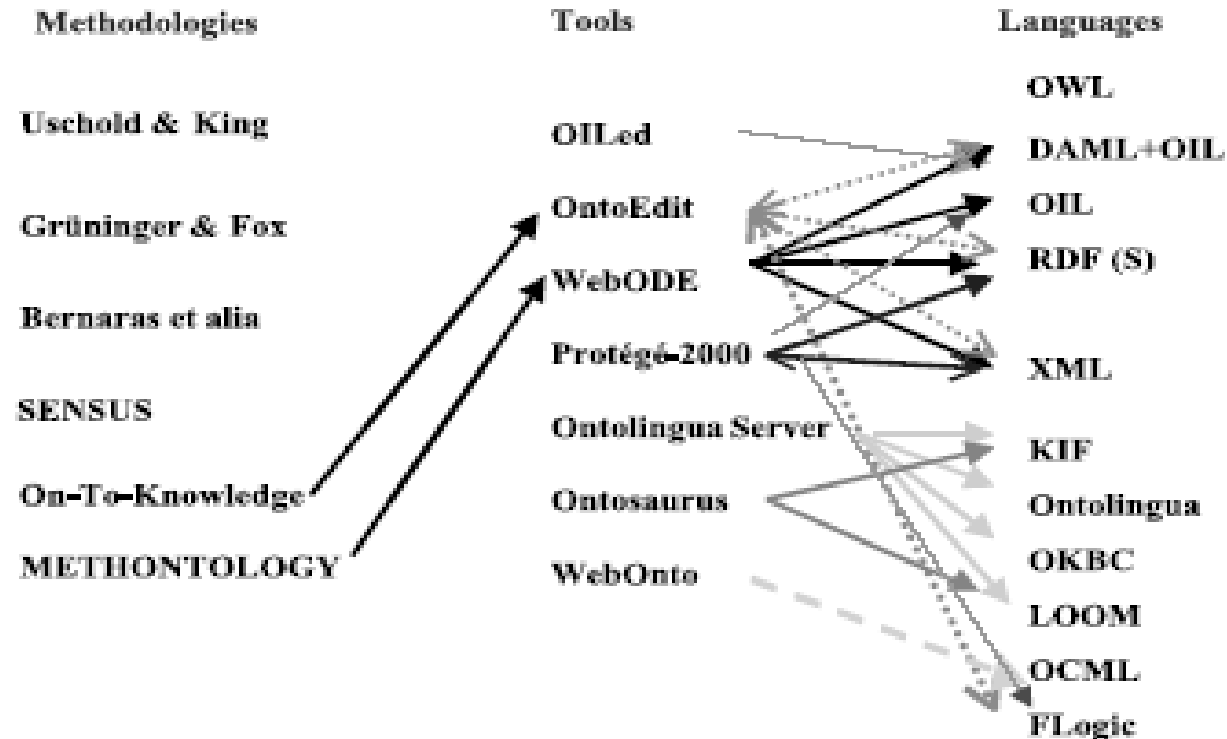 Methodologies
Uschold & King
Grüninger & Fox
Bernaras et alia
SENSUS
On-To-Knowledge
METHONTOLOGY
Tools
OILed
OntoEdit
WebODE
Protégé-2000
Ontolingua Server
Ontosaurus
WebOnto
Languages
OWL
DAML+OIL
OIL
RDF (S)
XML
KIF
Ontolingua
OKBC
LOOM
OCML
FLogic